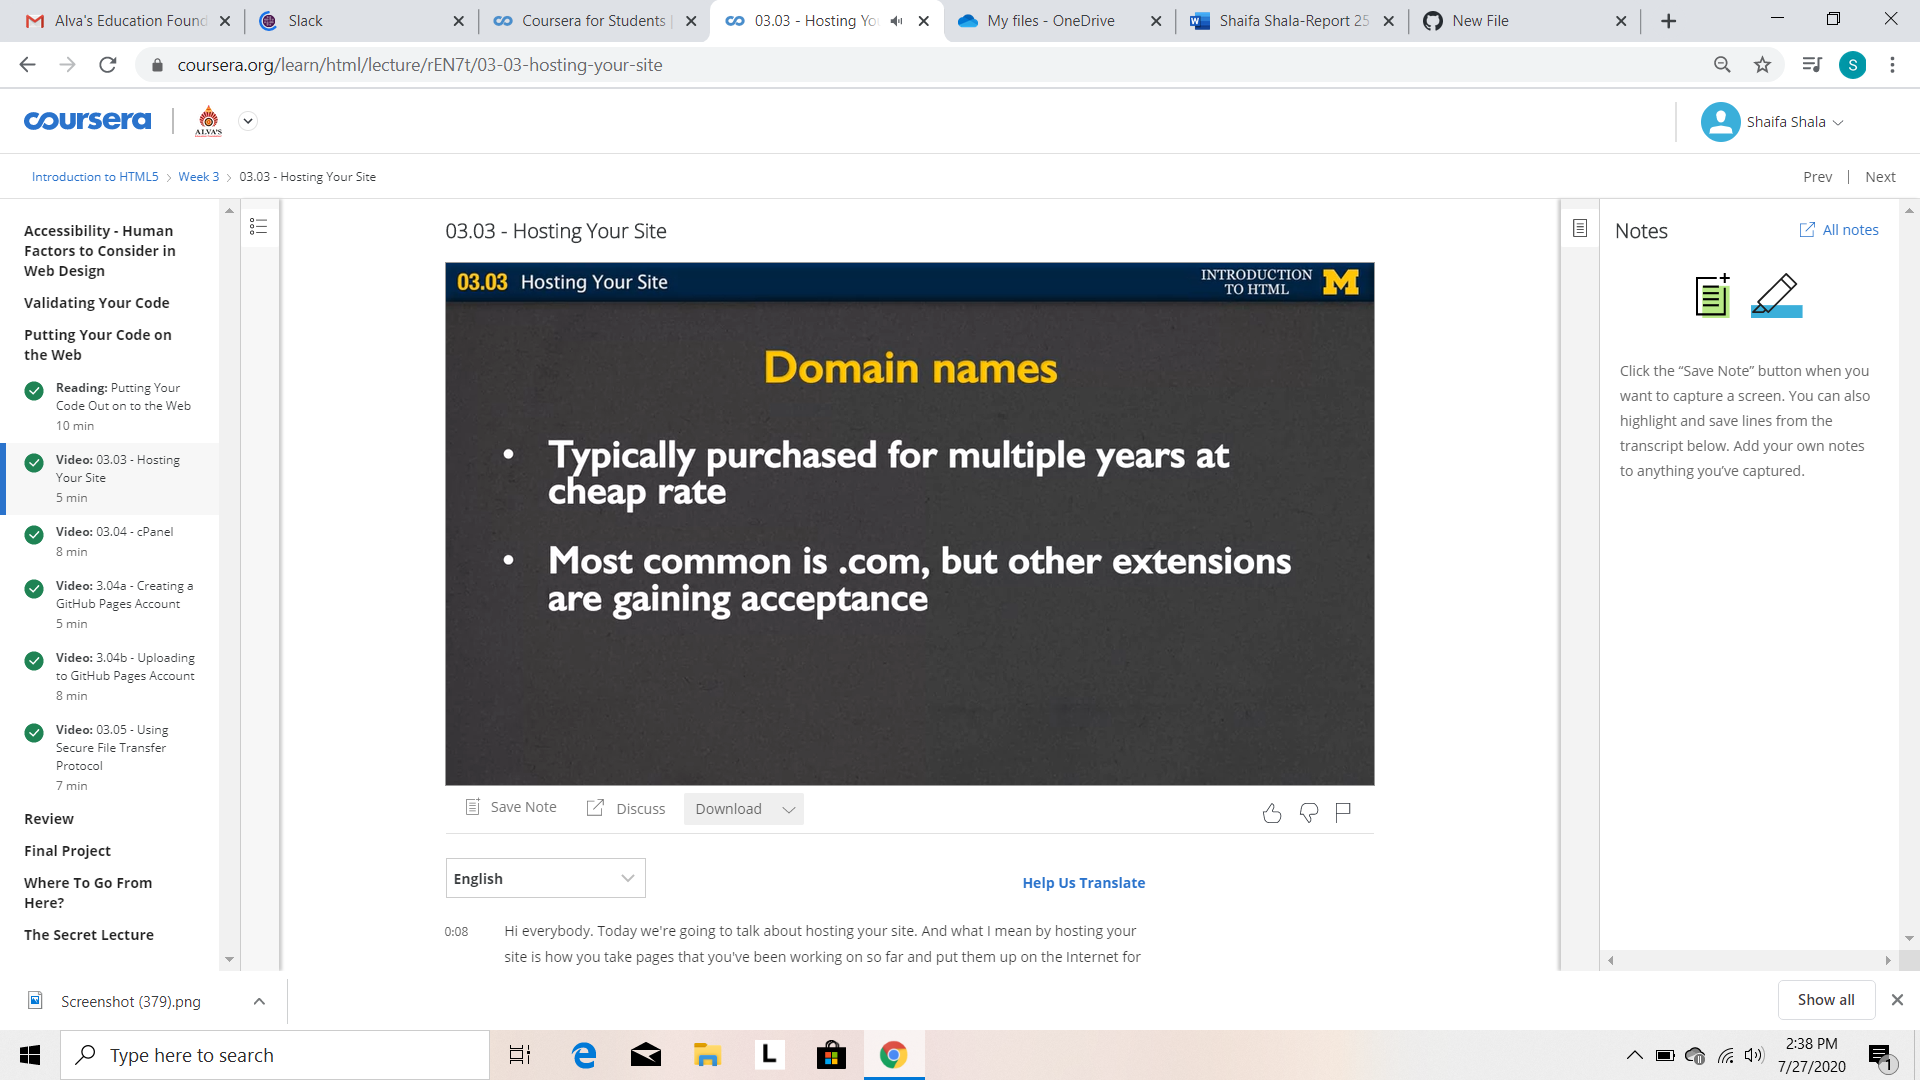 Alva's Education Found
Slack
Coursera for Students |
03.03 - Hosting Yo
My files - OneDrive
Shaifa Shala-Report 25
New File
coursera.org/learn/html/lecture/rEN7t/03-03-hosting-your-site
S
coursera
ALVA'S
Shaifa Shala
Introduction to HTML5 > Week 3 > 03.03 - Hosting Your Site
Prev | Next
Accessibility - Human
Factors to Consider in
Web Design
Validating Your Code
Putting Your Code on
the Web
Reading: Putting Your
Code Out on to the Web
10 min
Video: 03.03 - Hosting
Your Site
5 min
Video: 03.04 - cPanel
8 min
Video: 3.04a - Creating a
GitHub Pages Account
5 min
Video: 3.04b - Uploading
to GitHub Pages Account
8 min
Video: 03.05 - Using
Secure File Transfer
Protocol
7 min
Review
Final Project
Where To Go From
Here?
The Secret Lecture
03.03 - Hosting Your Site
03.03 Hosting Your Site
INTRODUCTION
TO HTML
M
Domain names
• Typically purchased for multiple years at
cheap rate
• Most common is .com, but other extensions
are gaining acceptance
Save Note
Discuss
Download
English
Help Us Translate
0:08
Hi everybody. Today we're going to talk about hosting your site. And what I mean by hosting your
site is how you take pages that you've been working on so far and put them up on the Internet for
Notes
All notes
Click the “Save Note” button when you
want to capture a screen. You can also
highlight and save lines from the
transcript below. Add your own notes
to anything you've captured.
Screenshot (379).png
Show all
Type here to search
L
2:38 PM
7/27/2020
1